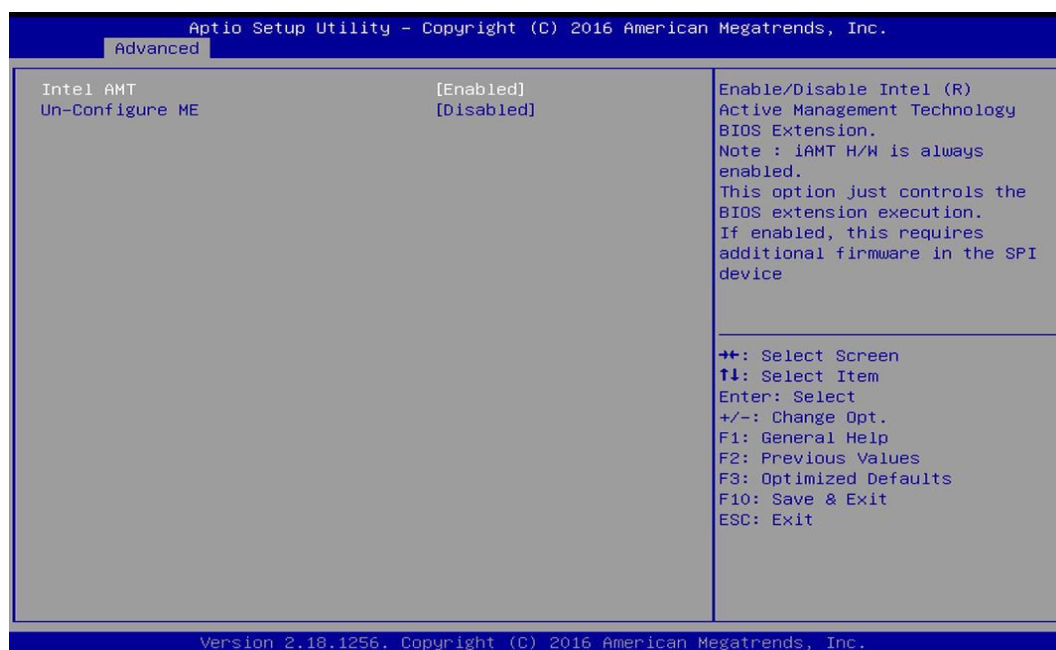 Aptio Setup Utility – Copyright (C) 2016 American Megatrends, Inc.
Advanced
Intel AMT [Enabled]
Un-Configure ME [Disabled]
Enable/Disable Intel (R)
Active Management Technology
BIOS Extension.
Note : iAMT H/W is always
enabled.
This option just controls the
BIOS extension execution.
If enabled, this requires
additional firmware in the SPI
device
→←: Select Screen
↑↓: Select Item
Enter: Select
+/-: Change Opt.
F1: General Help
F2: Previous Values
F3: Optimized Defaults
F10: Save & Exit
ESC: Exit
Version 2.18.1256. Copyright (C) 2016 American Megatrends, Inc.